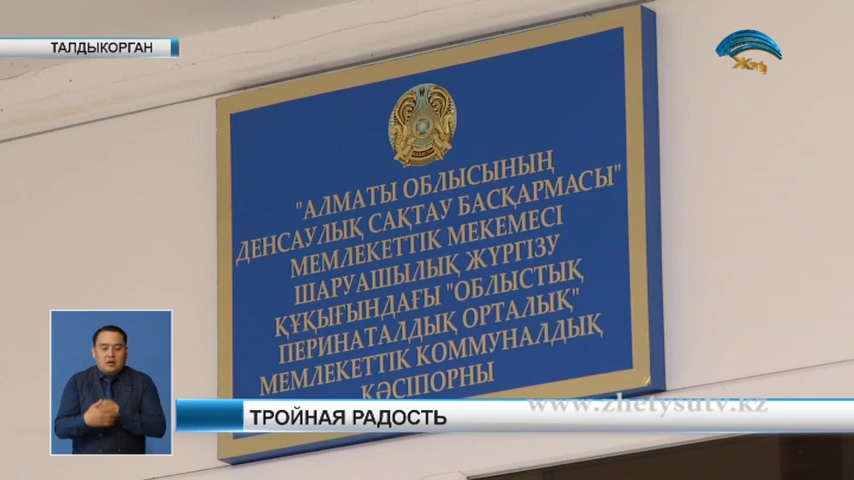 ТАЛДЫКОРГАН
Жетісу
"АЛМАТЫ ОБЛЫСЫНЫҢ
ДЕНСАУЛЫҚ САҚТАУ БАСҚАРМАСЫ"
МЕМЛЕКЕТТІК МЕКЕМЕСІ
ШАРУАШЫЛЫҚ ЖҮРГІЗУ
ҚҰҚЫҒЫНДАҒЫ "ОБЛЫСТЫҚ
ПЕРИНАТАЛДЫҚ ОРТАЛЫҚ"
МЕМЛЕКЕТТІК КОММУНАЛДЫҚ
КӘСІПОРНЫ
www.zhetysutv.kz
ТРОЙНАЯ РАДОСТЬ